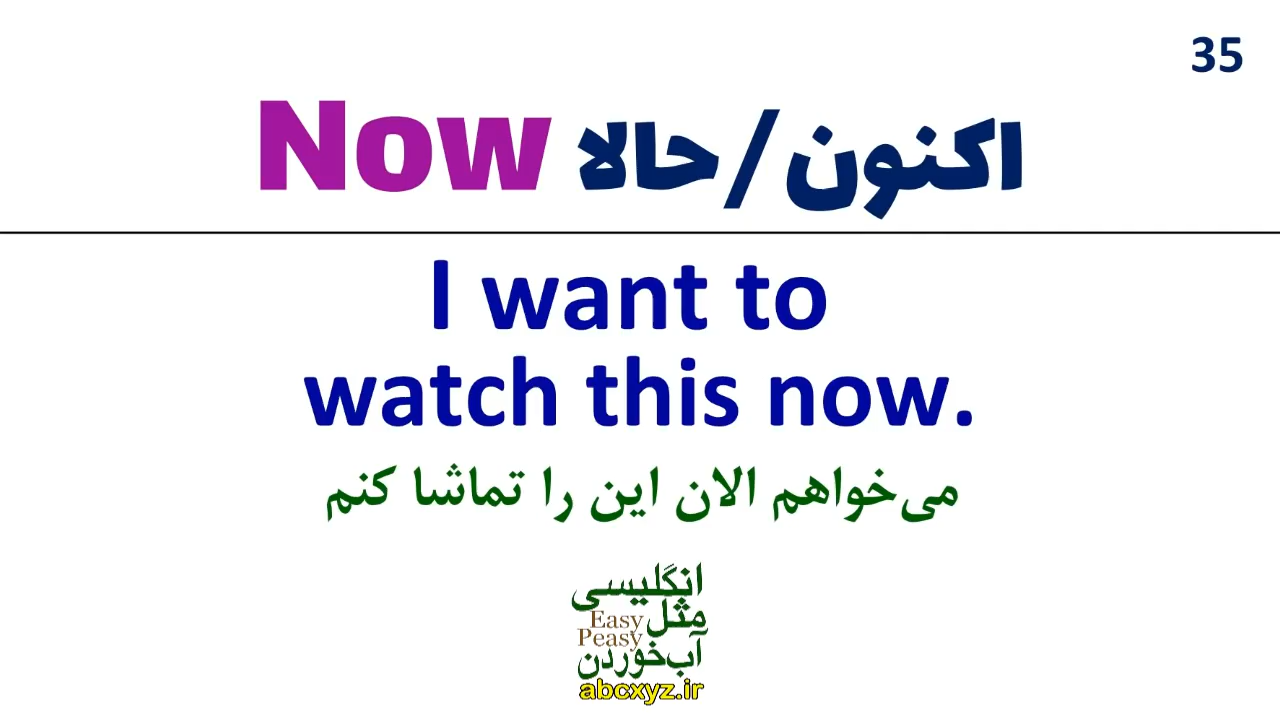 35
Now اکنون/حالا
I want to
watch this now.
می‌خواهم الان این را تماشا کنم
انگلیسی
مثل
Easy
Peasy
آب‌خوردن
abcxyz.ir